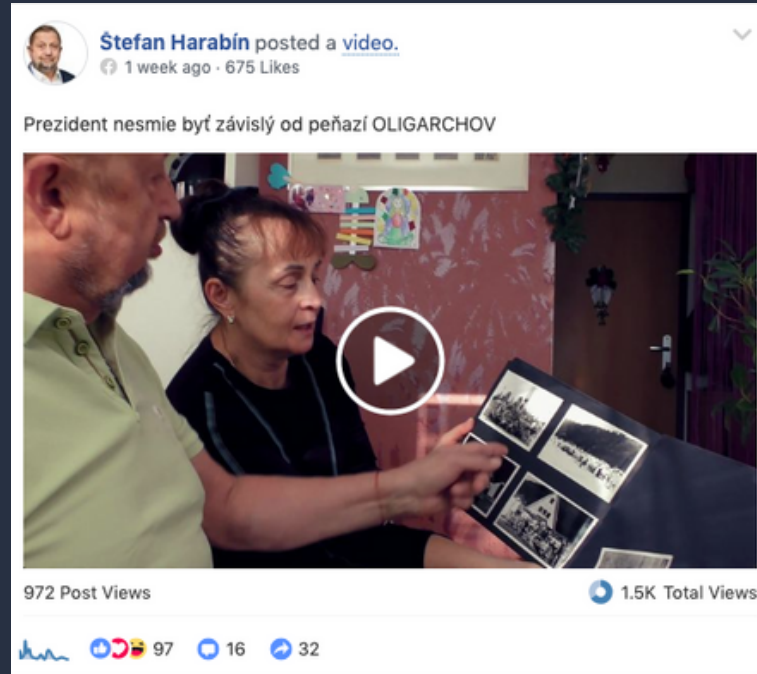 Štefan Harabín posted a video.
1 week ago · 675 Likes
Prezident nesmie byť závislý od peňazí OLIGARCHOV
972 Post Views
1.5K Total Views
97 16 32